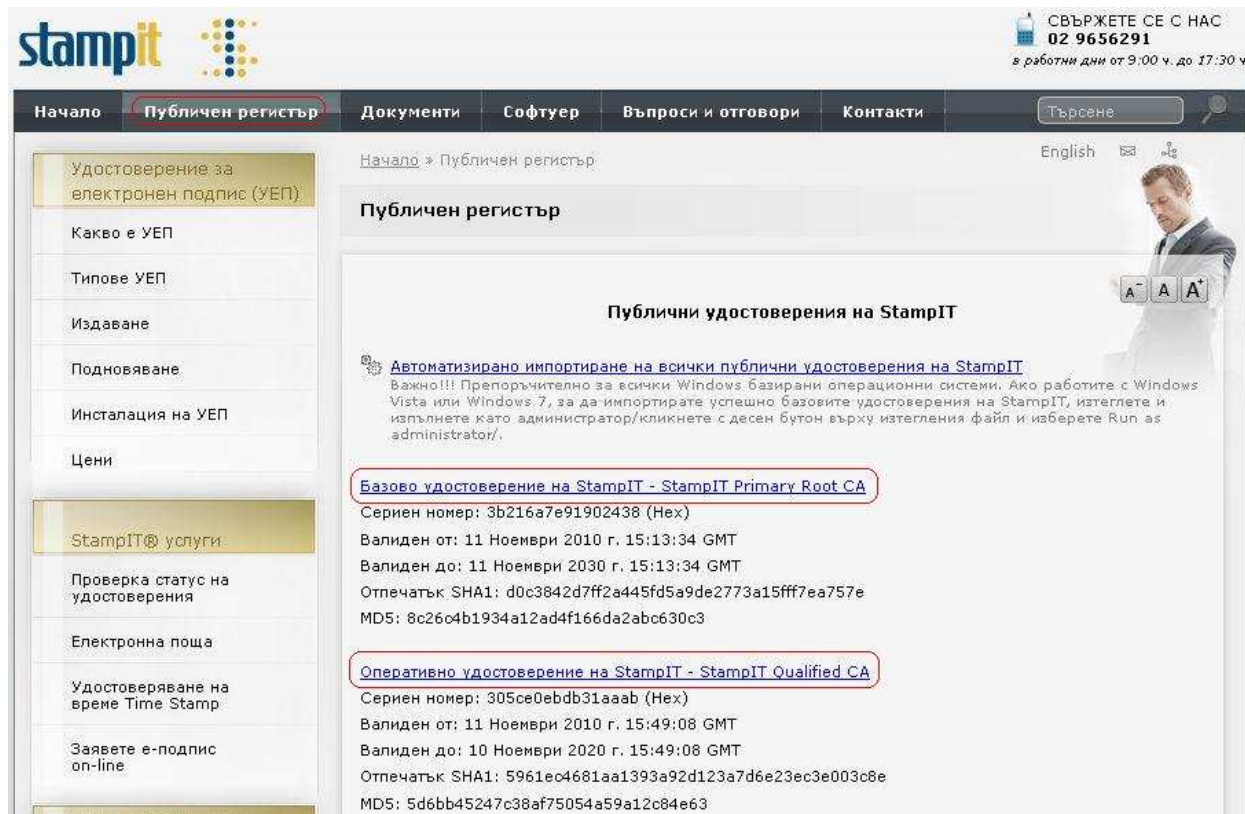 stampit
СВЪРЖЕТЕ СЕ С НАС
02 9656291
в работни дни от 9:00 ч. до 17:30 ч
Начало Публичен регистър Документи Софтуер Въпроси и отговори Контакти Търсене
Удостоверение за
електронен подпис (УЕП)
Какво е УЕП
Типове УЕП
Издаване
Подновяване
Инсталация на УЕП
Цени
StampIT® услуги
Проверка статус на
удостоверения
Електронна поща
Удостоверяване на
време Time Stamp
Заявете е-подпис
on-line
Начало » Публичен регистър
English
Публичен регистър
A- A A+
Публични удостоверения на StampIT
Автоматизирано импортиране на всички публични удостоверения на StampIT
Важно!!! Препоръчително за всички Windows базирани операционни системи. Ако работите с Windows
Vista или Windows 7, за да импортирате успешно базовите удостоверения на StampIT, изтеглете и
изпълнете като администратор/кликнете с десен бутон върху изтегления файл и изберете Run as
administrator/.
Базово удостоверение на StampIT - StampIT Primary Root CA
Сериен номер: 3b216a7e91902438 (Hex)
Валиден от: 11 Ноември 2010 г. 15:13:34 GMT
Валиден до: 11 Ноември 2030 г. 15:13:34 GMT
Отпечатък SHA1: d0c3842d7ff2a445fd5a9de2773a15fff7ea757e
MD5: 8c26c4b1934a12ad4f166da2abc630c3
Оперативно удостоверение на StampIT - StampIT Qualified CA
Сериен номер: 305ce0ebdb31aaab (Hex)
Валиден от: 11 Ноември 2010 г. 15:49:08 GMT
Валиден до: 10 Ноември 2020 г. 15:49:08 GMT
Отпечатък SHA1: 5961ec4681aa1393a92d123a7d6e23ec3e003c8e
MD5: 5d6bb45247c38af75054a59a12c84e63